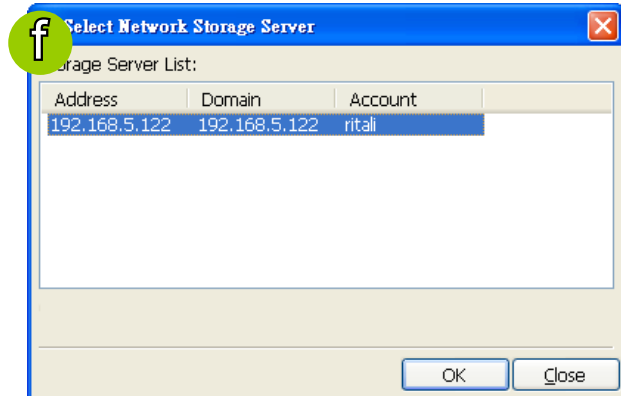 f
Select Network Storage Server
orage Server List:
Address Domain Account
192.168.5.122 192.168.5.122 ritali
OK Close